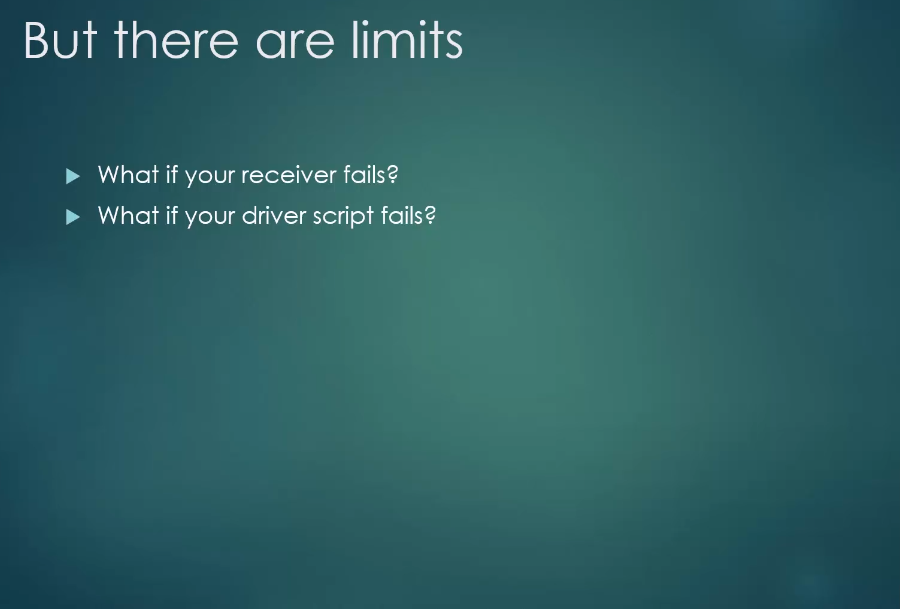 But there are limits
What if your receiver fails?
What if your driver script fails?